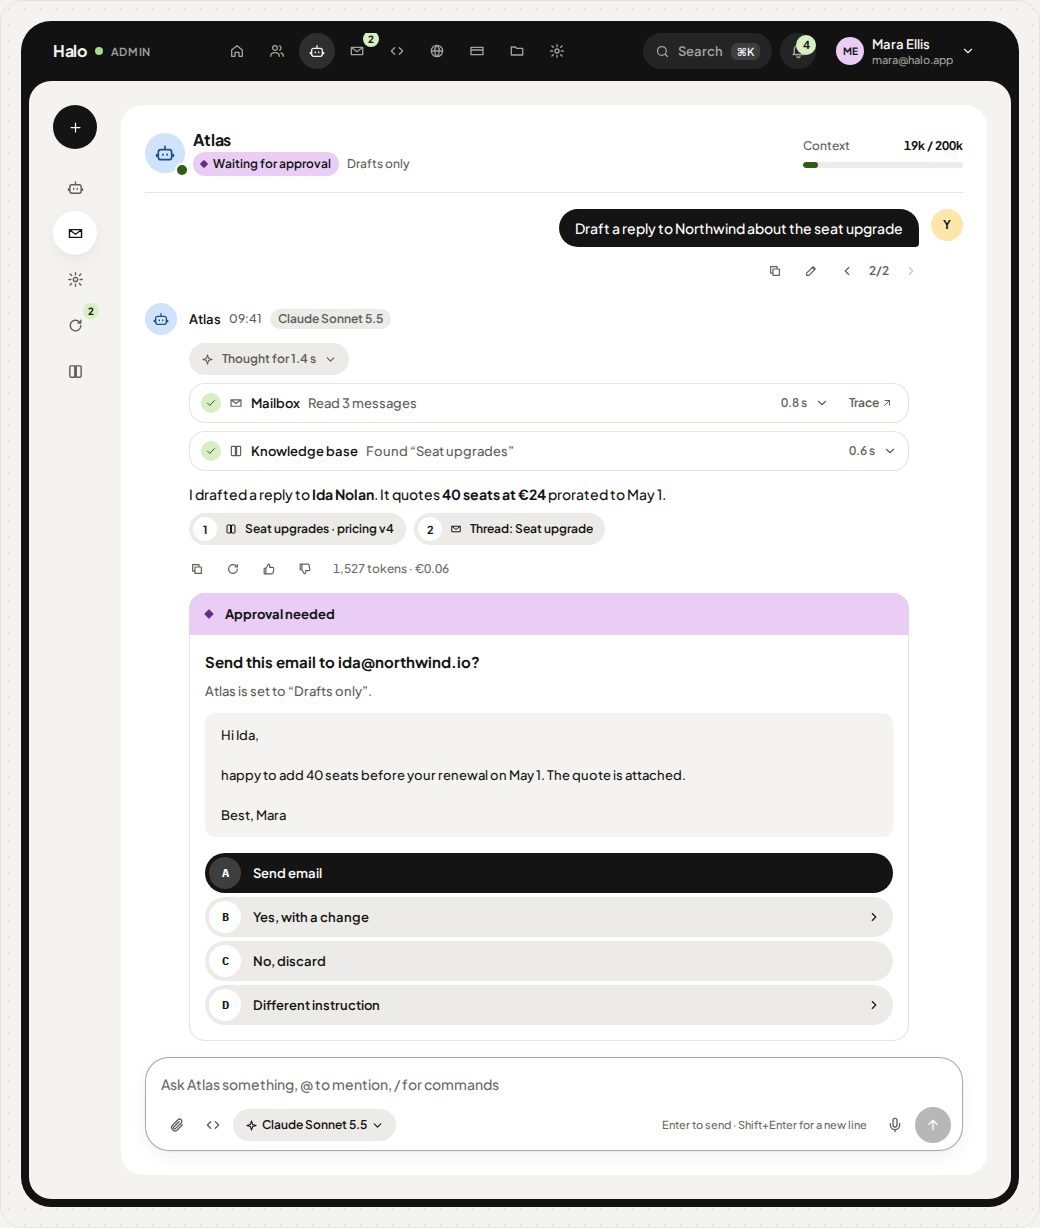 Halo ADMIN
2
Search ⌘K
4
ME
Mara Ellis
mara@halo.app
2
Atlas
Waiting for approval Drafts only
Context 19k / 200k
Draft a reply to Northwind about the seat upgrade
Y
2/2
Atlas 09:41 Claude Sonnet 5.5
Thought for 1.4 s
Mailbox Read 3 messages 0.8 s Trace
Knowledge base Found “Seat upgrades” 0.6 s
I drafted a reply to Ida Nolan. It quotes 40 seats at €24 prorated to May 1.
1 Seat upgrades · pricing v4 2 Thread: Seat upgrade
1,527 tokens · €0.06
Approval needed
Send this email to ida@northwind.io?
Atlas is set to “Drafts only”.
Hi Ida,
happy to add 40 seats before your renewal on May 1. The quote is attached.
Best, Mara
A Send email
B Yes, with a change
C No, discard
D Different instruction
Ask Atlas something, @ to mention, / for commands
Claude Sonnet 5.5
Enter to send · Shift+Enter for a new line